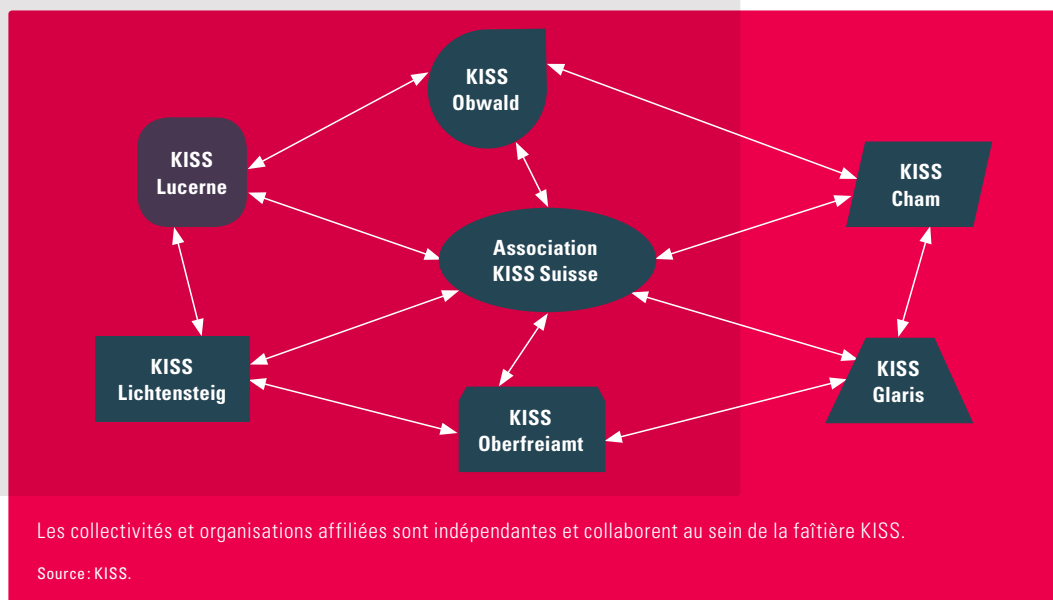 KISS
Obwald
KISS
Lucerne
KISS
Cham
Association
KISS Suisse
KISS
Lichtensteig
KISS
Oberfreiamt
KISS
Glaris
Les collectivités et organisations affiliées sont indépendantes et collaborent au sein de la faîtière KISS.
Source: KISS.